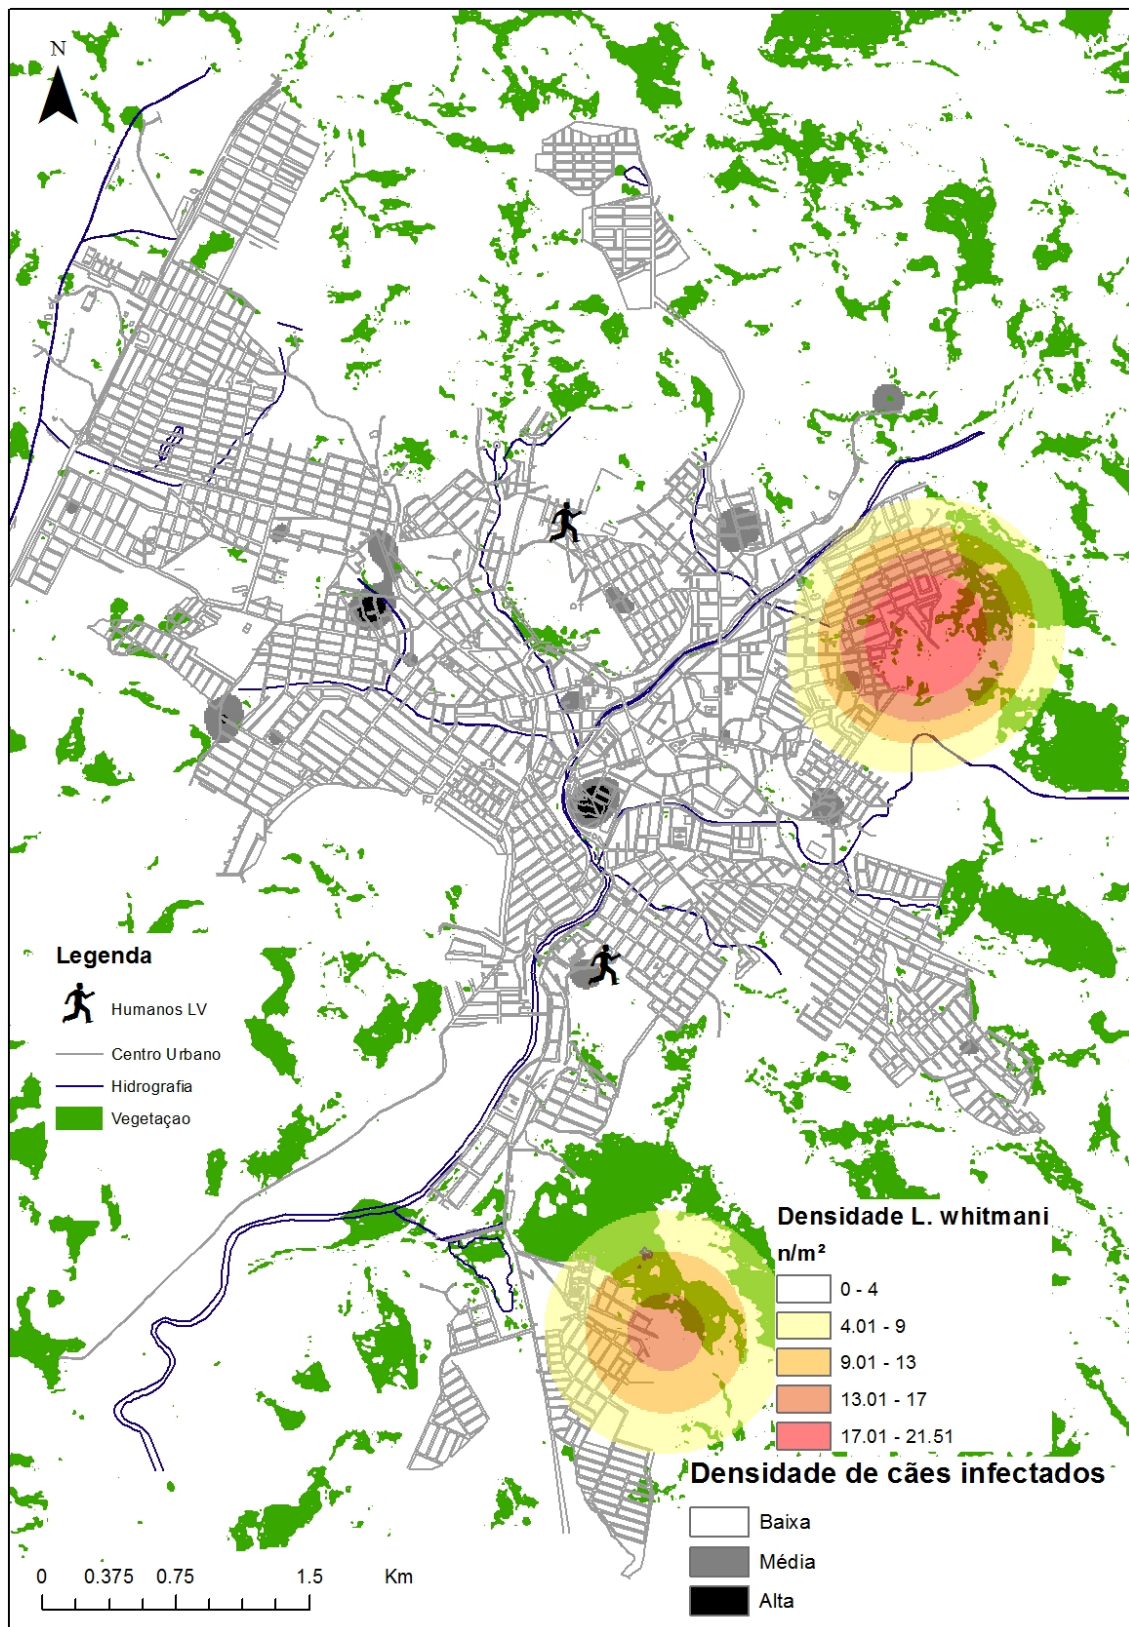 N
Legenda
Humanos LV
Centro Urbano
Hidrografia
Vegetaçao
Densidade L. whitmani
n/m²
0 - 4
4.01 - 9
9.01 - 13
13.01 - 17
17.01 - 21.51
Densidade de cães infectados
Baixa
Média
Alta
0 0.375 0.75 1.5 Km